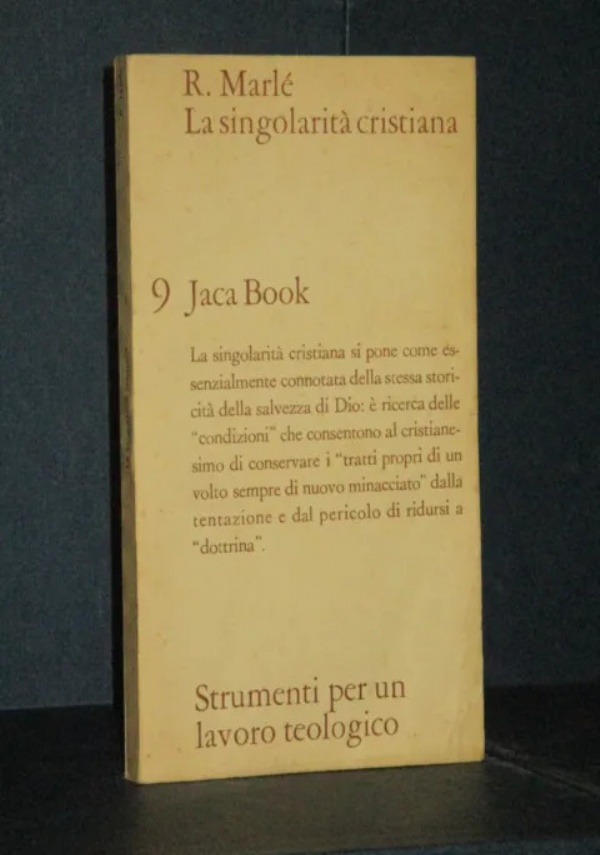 R. Marlé
La singolarità cristiana
9 Jaca Book
La singolarità cristiana si pone come es-
senzialmente connotata della stessa stori-
cità della salvezza di Dio: è ricerca delle
"condizioni" che consentono al cristiane-
simo di conservare i "tratti propri di un
volto sempre di nuovo minacciato" dalla
tentazione e dal pericolo di ridursi a
"dottrina".
Strumenti per un
lavoro teologico